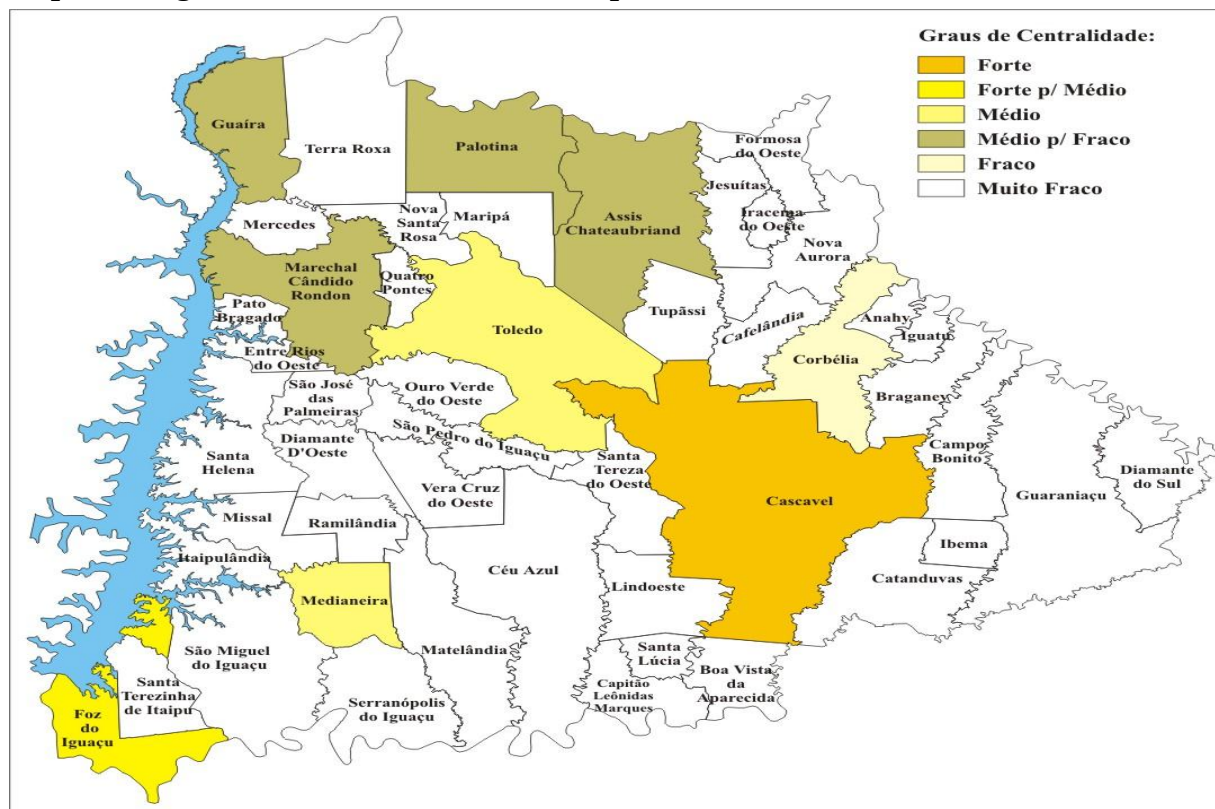 Graus de Centralidade:
Forte
Forte p/ Médio
Médio
Médio p/ Fraco
Fraco
Muito Fraco
Guaíra
Terra Roxa
Palotina
Formosa
do Oeste
Jesuítas
Iracema
do Oeste
Assis
Chateaubriand
Nova
Aurora
Mercedes
Nova
Santa
Rosa
Maripá
Marechal
Cândido
Rondon
Quatro
Pontes
Pato
Bragado
Toledo
Tupãssi
Cafelândia
Anahy
Iguatu
Corbélia
Entre Rios
do Oeste
São José
das
Palmeiras
Ouro Verde
do Oeste
Braganey
São Pedro do Iguaçu
Diamante
D'Oeste
Santa
Helena
Santa
Tereza
do Oeste
Campo
Bonito
Vera Cruz
do Oeste
Cascavel
Guaraniaçu
Diamante
do Sul
Missal
Ramilândia
Itaipulândia
Ibema
Céu Azul
Lindoeste
Catanduvas
Medianeira
São Miguel
do Iguaçu
Matelândia
Santa
Lúcia
Boa Vista
da
Aparecida
Santa
Terezinha
de Itaipu
Serranópolis
do Iguaçu
Capitão
Leônidas
Marques
Foz
do
Iguaçu